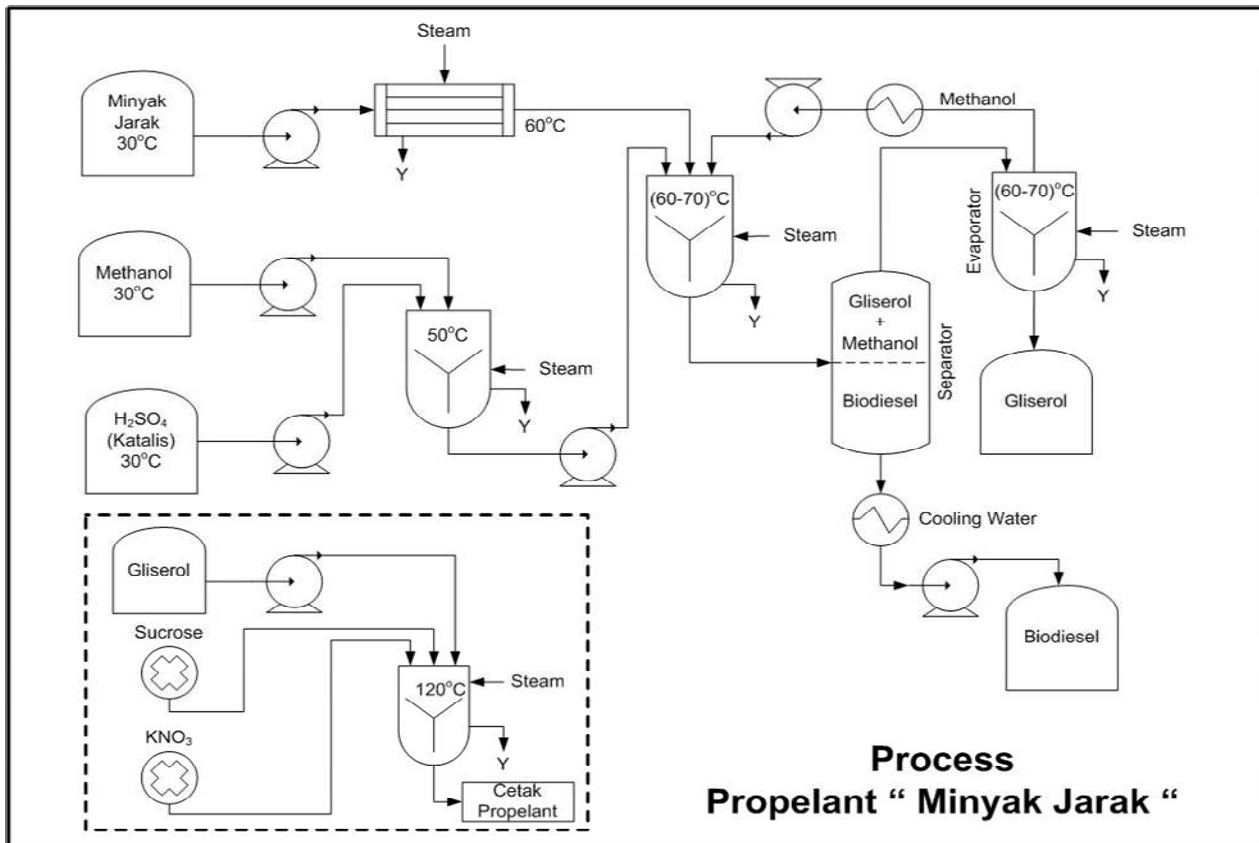 Steam
Minyak
Jarak
30°C
60°C
Y
Methanol
(60-70)°C
Steam
Y
Evaporator
(60-70)°C
Steam
Y
Methanol
30°C
50°C
Steam
Y
Gliserol
+
Methanol
Biodiesel
Separator
Gliserol
H₂SO₄
(Katalis)
30°C
Cooling Water
Biodiesel
Gliserol
Sucrose
KNO₃
120°C
Steam
Y
Cetak
Propelant
Process
Propelant “ Minyak Jarak “